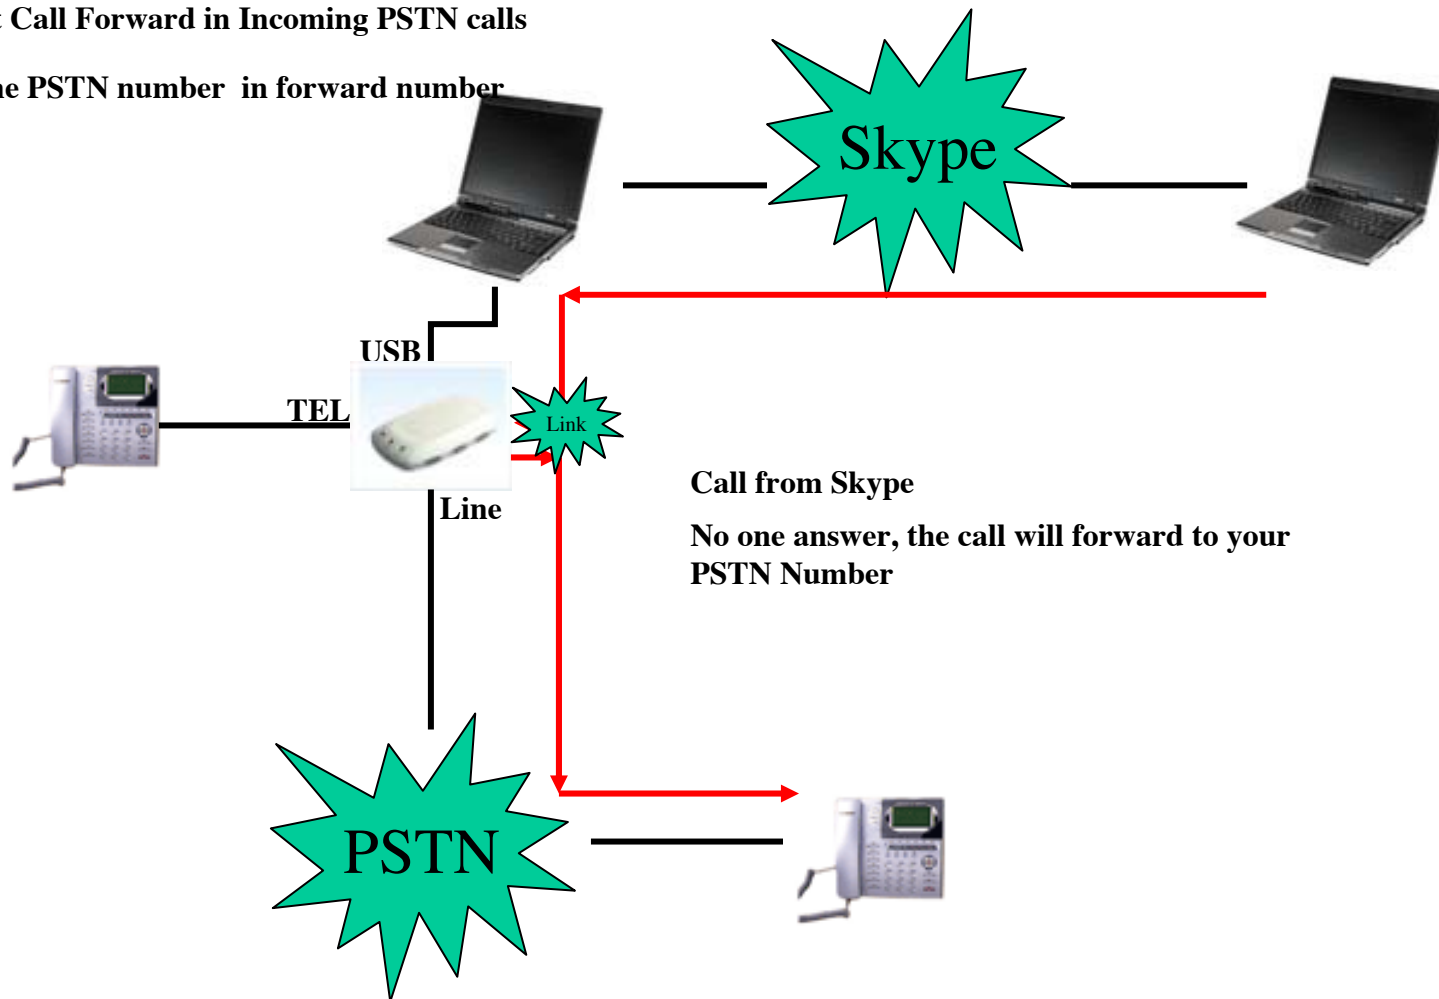 Call Forward in Incoming PSTN calls
PSTN number in forward number
Skype
USB
TEL
Link
Line
Call from Skype
No one answer, the call will forward to your
PSTN Number
PSTN